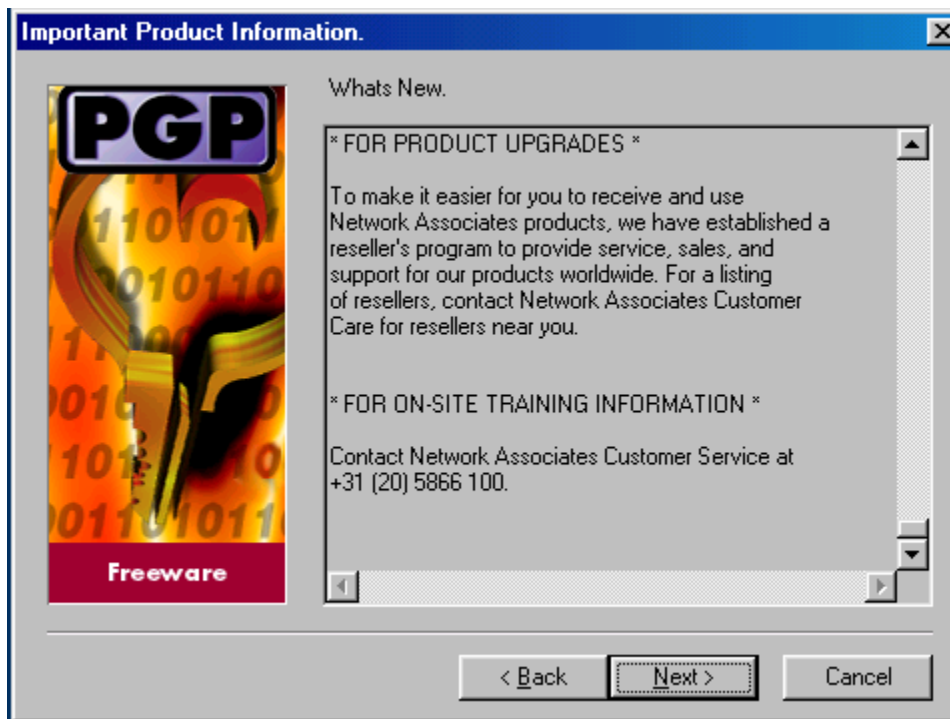 Important Product Information.
PGP
Whats New.
* FOR PRODUCT UPGRADES *
To make it easier for you to receive and use
Network Associates products, we have established a
reseller's program to provide service, sales, and
support for our products worldwide. For a listing
of resellers, contact Network Associates Customer
Care for resellers near you.
* FOR ON-SITE TRAINING INFORMATION *
Contact Network Associates Customer Service at
+31 (20) 5866 100.
Freeware
< Back
Next >
Cancel